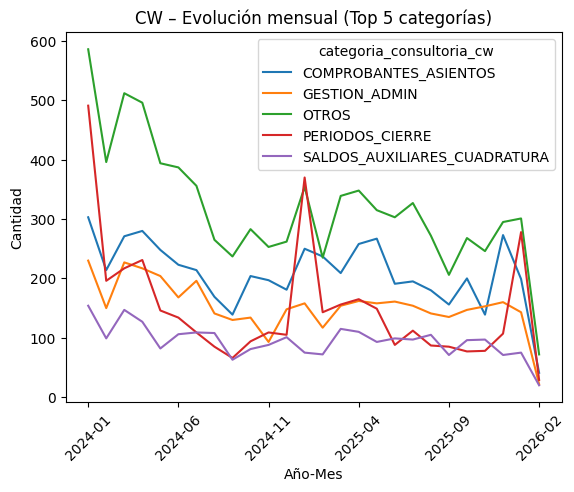 CW – Evolución mensual (Top 5 categorías)
categoria_consultoria_cw
COMPROBANTES_ASIENTOS
GESTION_ADMIN
OTROS
PERIODOS_CIERRE
SALDOS_AUXILIARES_CUADRATURA
Cantidad
600
500
400
300
200
100
0
2024-01
2024-06
2024-11
2025-04
2025-09
2026-02
Año-Mes